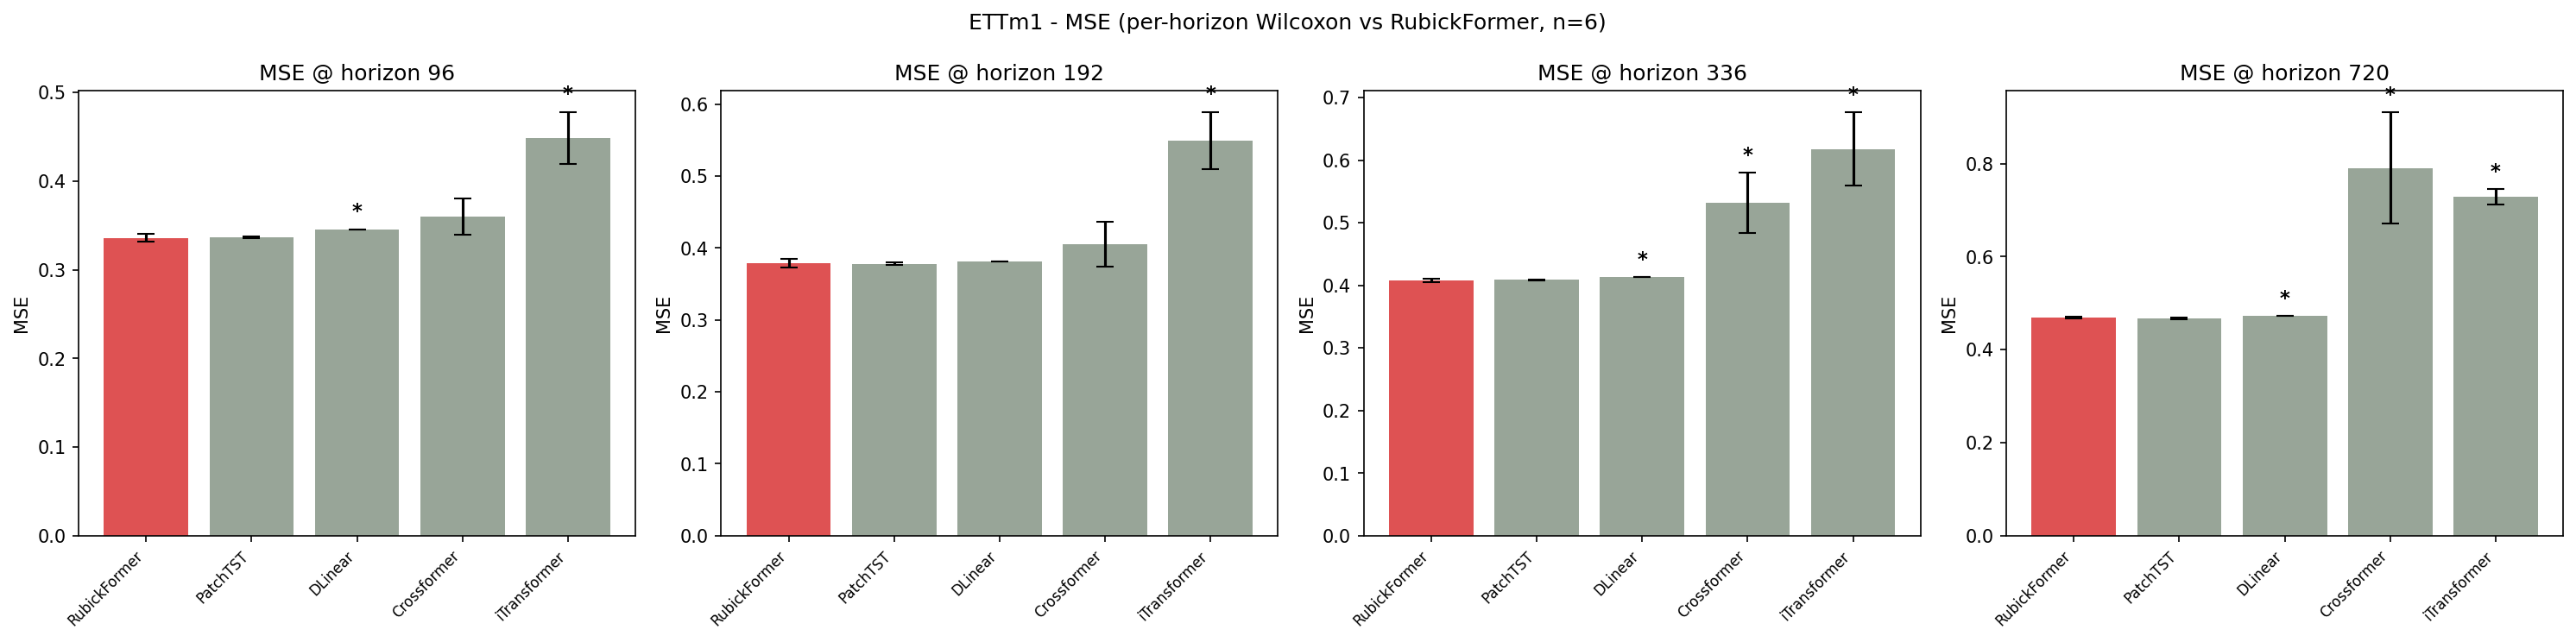 ETTm1 - MSE (per-horizon Wilcoxon vs RubickFormer, n=6)
MSE @ horizon 96
MSE
0.5
0.4
0.3
0.2
0.1
0.0
*
*
RubickFormer
PatchTST
DLinear
Crossformer
iTransformer
MSE @ horizon 192
MSE
0.6
0.5
0.4
0.3
0.2
0.1
0.0
*
RubickFormer
PatchTST
DLinear
Crossformer
iTransformer
MSE @ horizon 336
MSE
0.7
0.6
0.5
0.4
0.3
0.2
0.1
0.0
*
*
*
RubickFormer
PatchTST
DLinear
Crossformer
iTransformer
MSE @ horizon 720
MSE
0.8
0.6
0.4
0.2
0.0
*
*
*
RubickFormer
PatchTST
DLinear
Crossformer
iTransformer